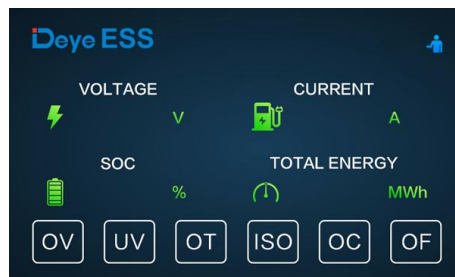 Deye ESS
VOLTAGE CURRENT
V A
SOC TOTAL ENERGY
% MWh
OV UV OT ISO OC OF